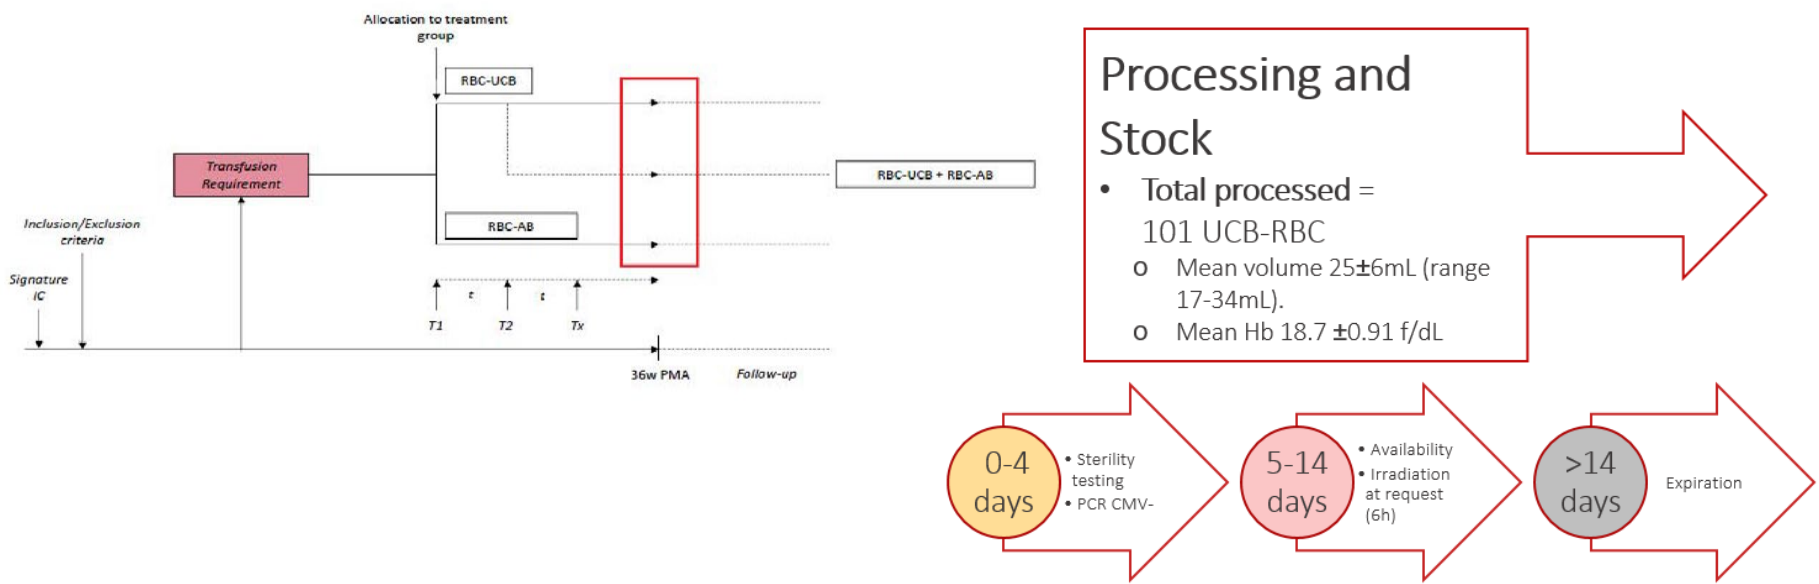 Allocation to treatment
group
RBC-UCB
Transfusion
Requirement
RBC-UCB + RBC-AB
RBC-AB
Inclusion/Exclusion
criteria
Signature
IC
t
t
T1
T2
Tx
36w PMA
Follow-up
Processing and
Stock
• Total processed =
101 UCB-RBC
o Mean volume 25±6mL (range
17-34mL).
o Mean Hb 18.7 ±0.91 f/dL
0-4
days
• Sterility
testing
• PCR CMV-
5-14
days
• Availability
• Irradiation
at request
(6h)
>14
days
Expiration